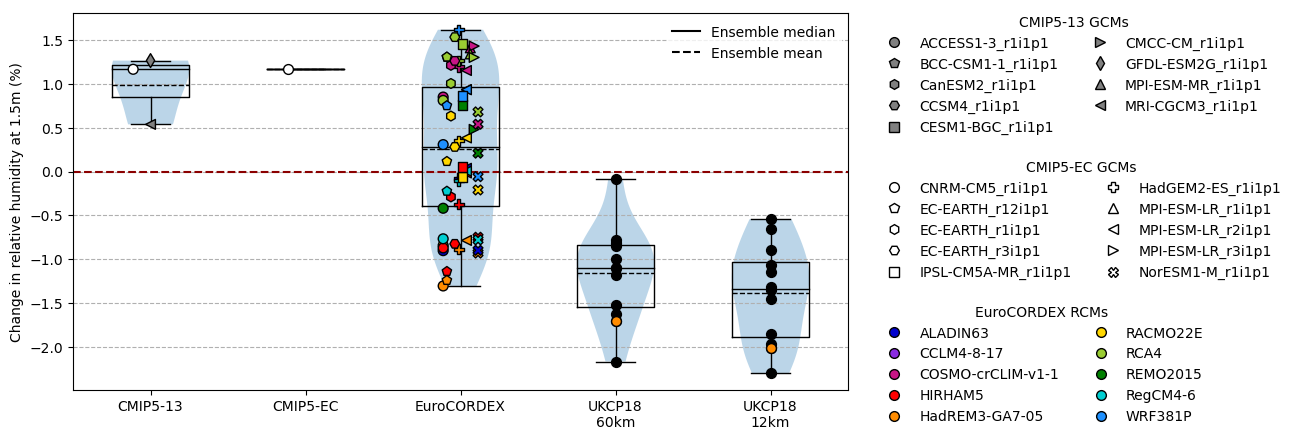 Change in relative humidity at 1.5m (%)
1.5
1.0
0.5
0.0
−0.5
−1.0
−1.5
−2.0
CMIP5-13
CMIP5-EC
EuroCORDEX
UKCP18
60km
UKCP18
12km
Ensemble median
Ensemble mean
CMIP5-13 GCMs
ACCESS1-3_r1i1p1
BCC-CSM1-1_r1i1p1
CanESM2_r1i1p1
CCSM4_r1i1p1
CESM1-BGC_r1i1p1
CMCC-CM_r1i1p1
GFDL-ESM2G_r1i1p1
MPI-ESM-MR_r1i1p1
MRI-CGCM3_r1i1p1
CMIP5-EC GCMs
CNRM-CM5_r1i1p1
EC-EARTH_r12i1p1
EC-EARTH_r1i1p1
EC-EARTH_r3i1p1
IPSL-CM5A-MR_r1i1p1
HadGEM2-ES_r1i1p1
MPI-ESM-LR_r1i1p1
MPI-ESM-LR_r2i1p1
MPI-ESM-LR_r3i1p1
NorESM1-M_r1i1p1
EuroCORDEX RCMs
ALADIN63
CCLM4-8-17
COSMO-crCLIM-v1-1
HIRHAM5
HadREM3-GA7-05
RACMO22E
RCA4
REMO2015
RegCM4-6
WRF381P